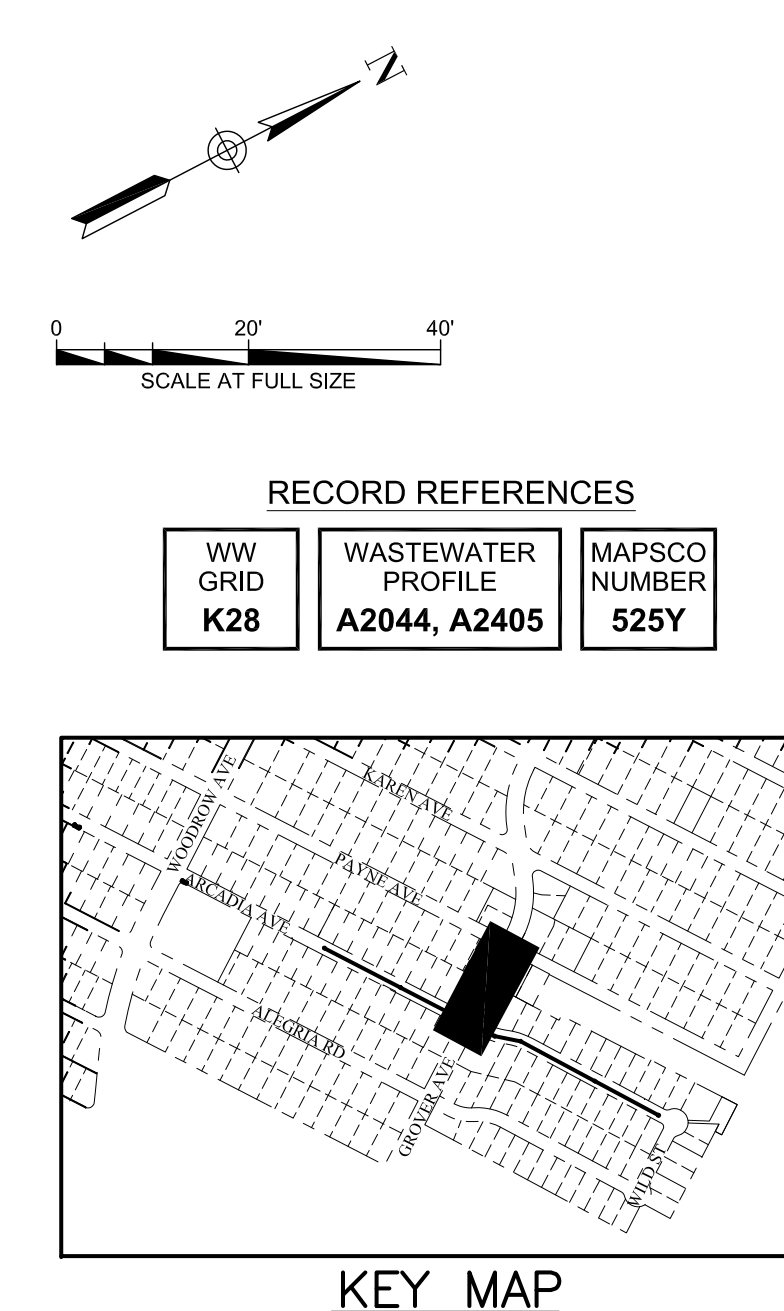 N
0 20' 40'
SCALE AT FULL SIZE
RECORD REFERENCES
WW
GRID
K28
WASTEWATER
PROFILE
A2044, A2405
MAPSCO
NUMBER
525Y
KAREN AVE
WOODROW AVE
PAYNE AVE
ARCADIA AVE
ALEGRIA RD
GROVER AVE
WILD ST
KEY MAP